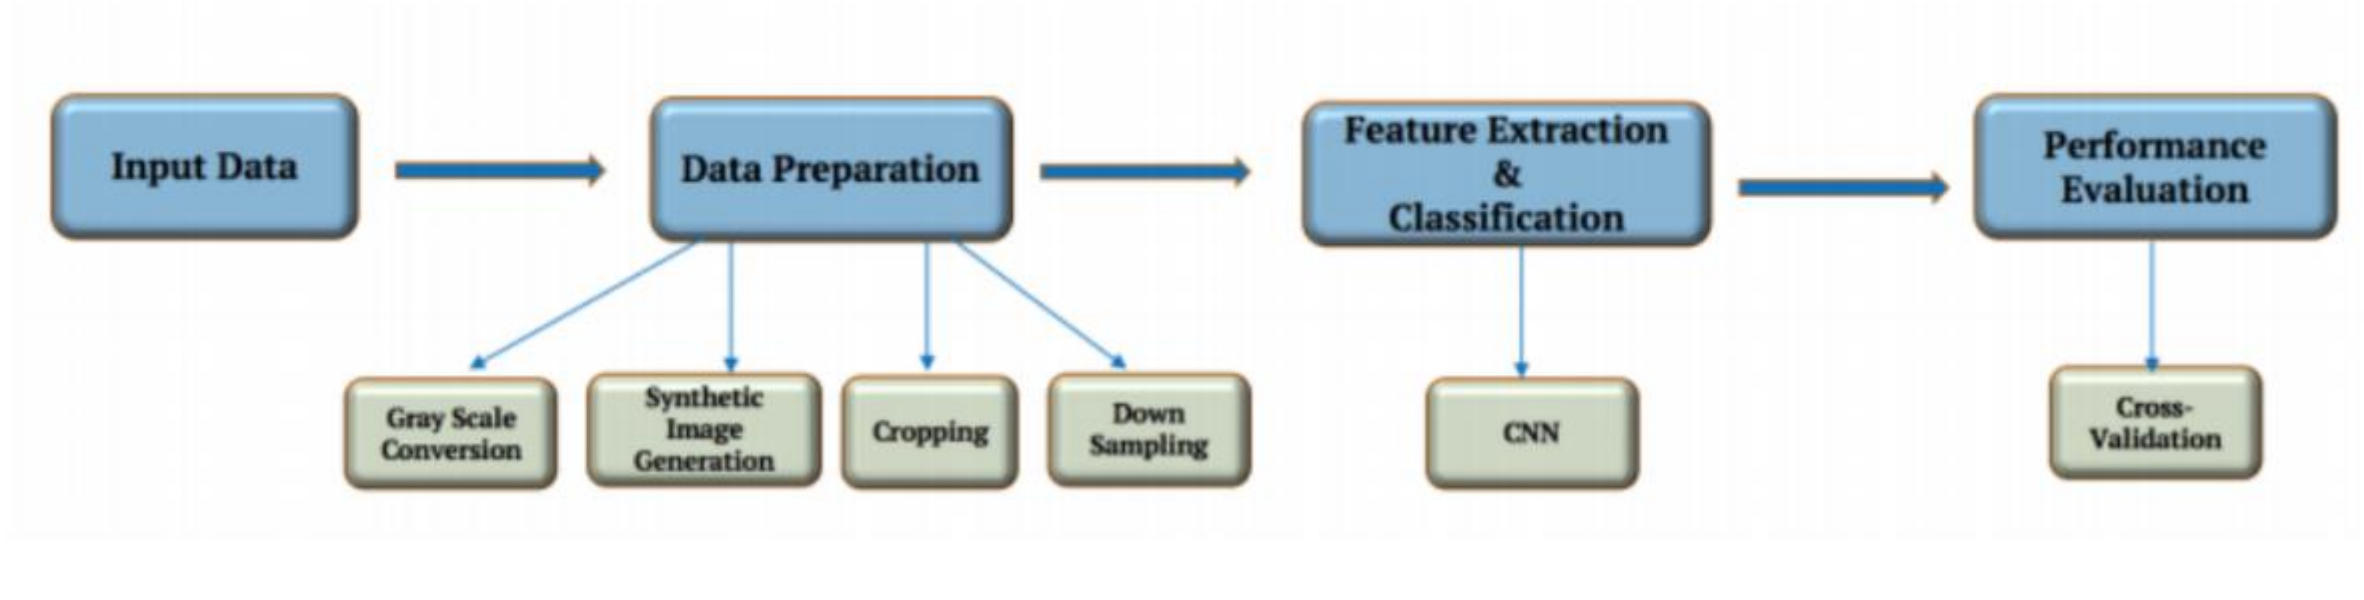 Input Data
Data Preparation
Feature Extraction
&
Classification
Performance
Evaluation
Gray Scale
Conversion
Synthetic
Image
Generation
Cropping
Down
Sampling
CNN
Cross-
Validation